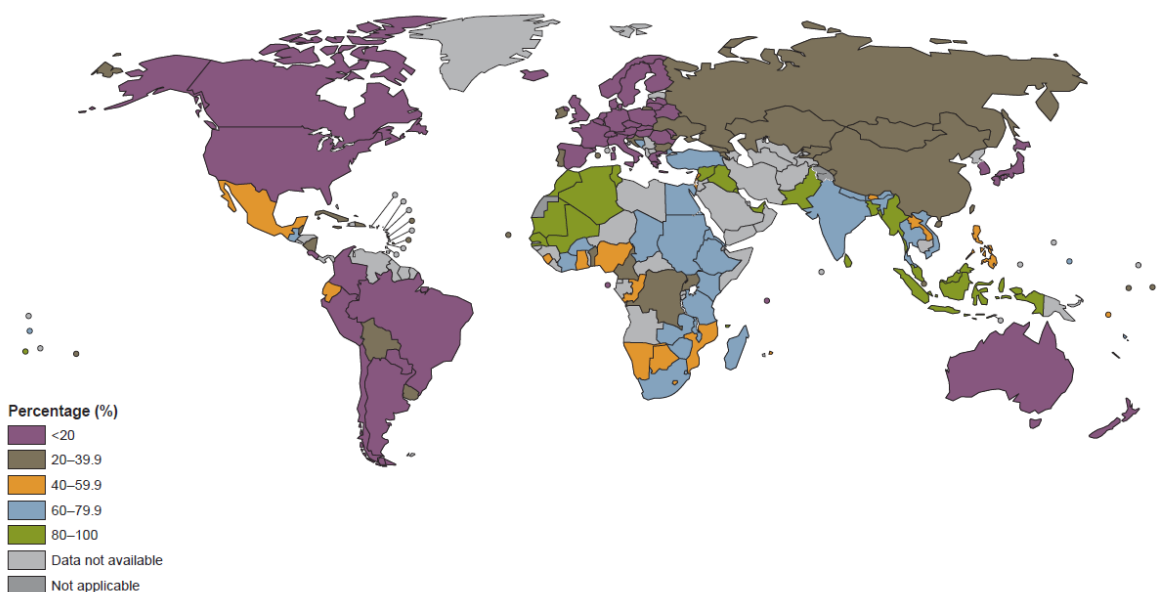 Percentage (%)
<20
20–39.9
40–59.9
60–79.9
80–100
Data not available
Not applicable